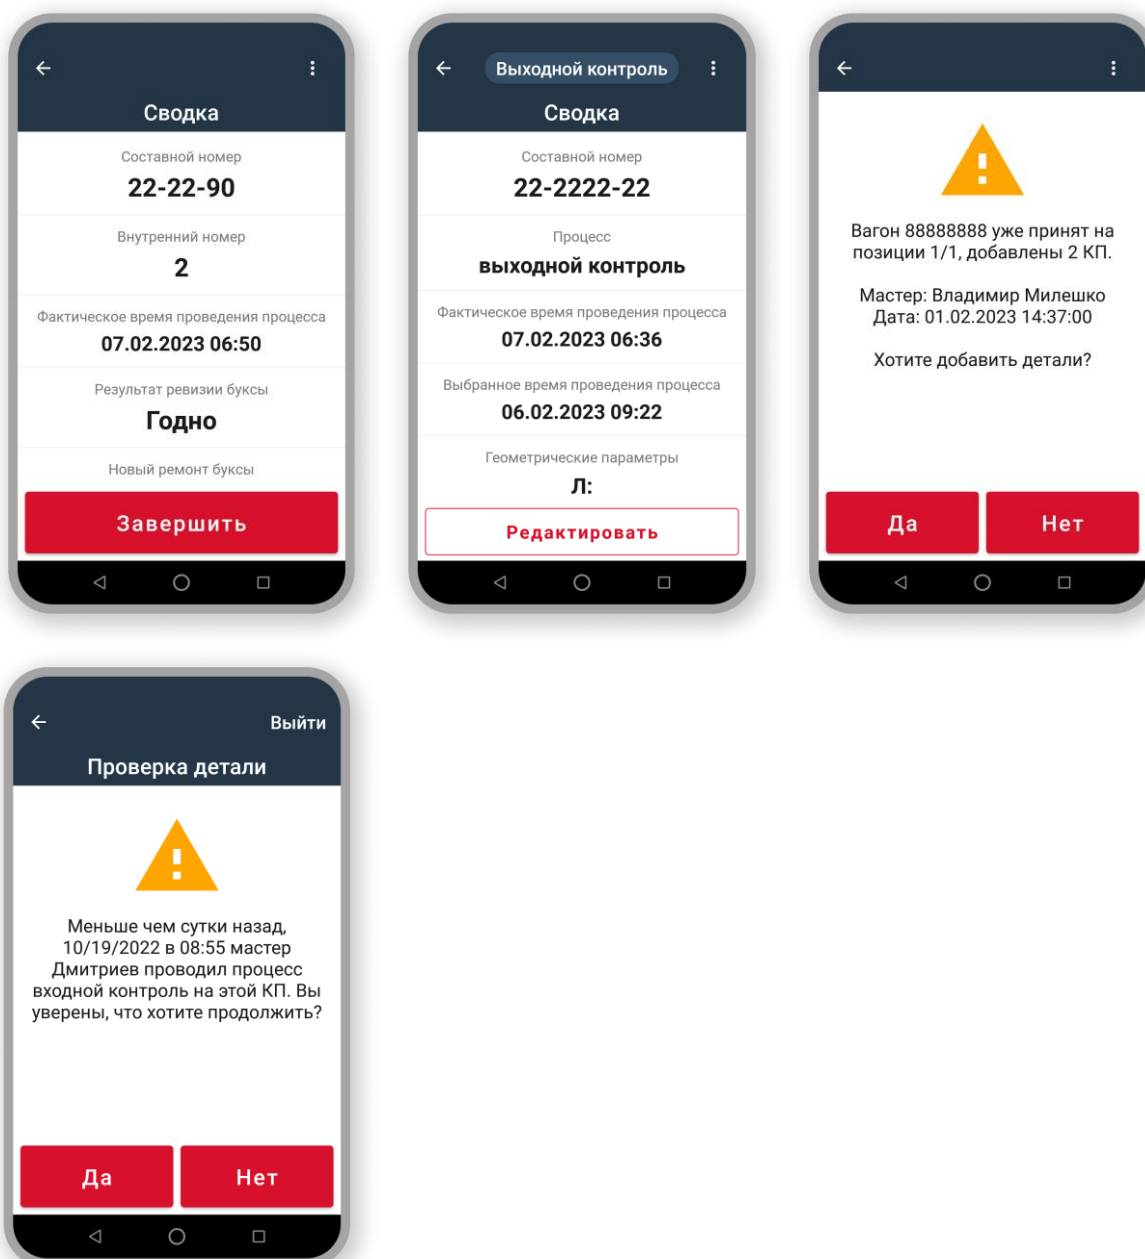 Сводка
Составной номер
22-22-90
Внутренний номер
2
Фактическое время проведения процесса
07.02.2023 06:50
Результат ревизии буксы
Годно
Новый ремонт буксы
Завершить
Выходной контроль
Сводка
Составной номер
22-2222-22
Процесс
выходной контроль
Фактическое время проведения процесса
07.02.2023 06:36
Выбранное время проведения процесса
06.02.2023 09:22
Геометрические параметры
Л:
Редактировать
Вагон 88888888 уже принят на
позиции 1/1, добавлены 2 КП.
Мастер: Владимир Милешко
Дата: 01.02.2023 14:37:00
Хотите добавить детали?
Да
Нет
Выйти
Проверка детали
Меньше чем сутки назад,
10/19/2022 в 08:55 мастер
Дмитриев проводил процесс
входной контроль на этой КП. Вы
уверены, что хотите продолжить?
Да
Нет